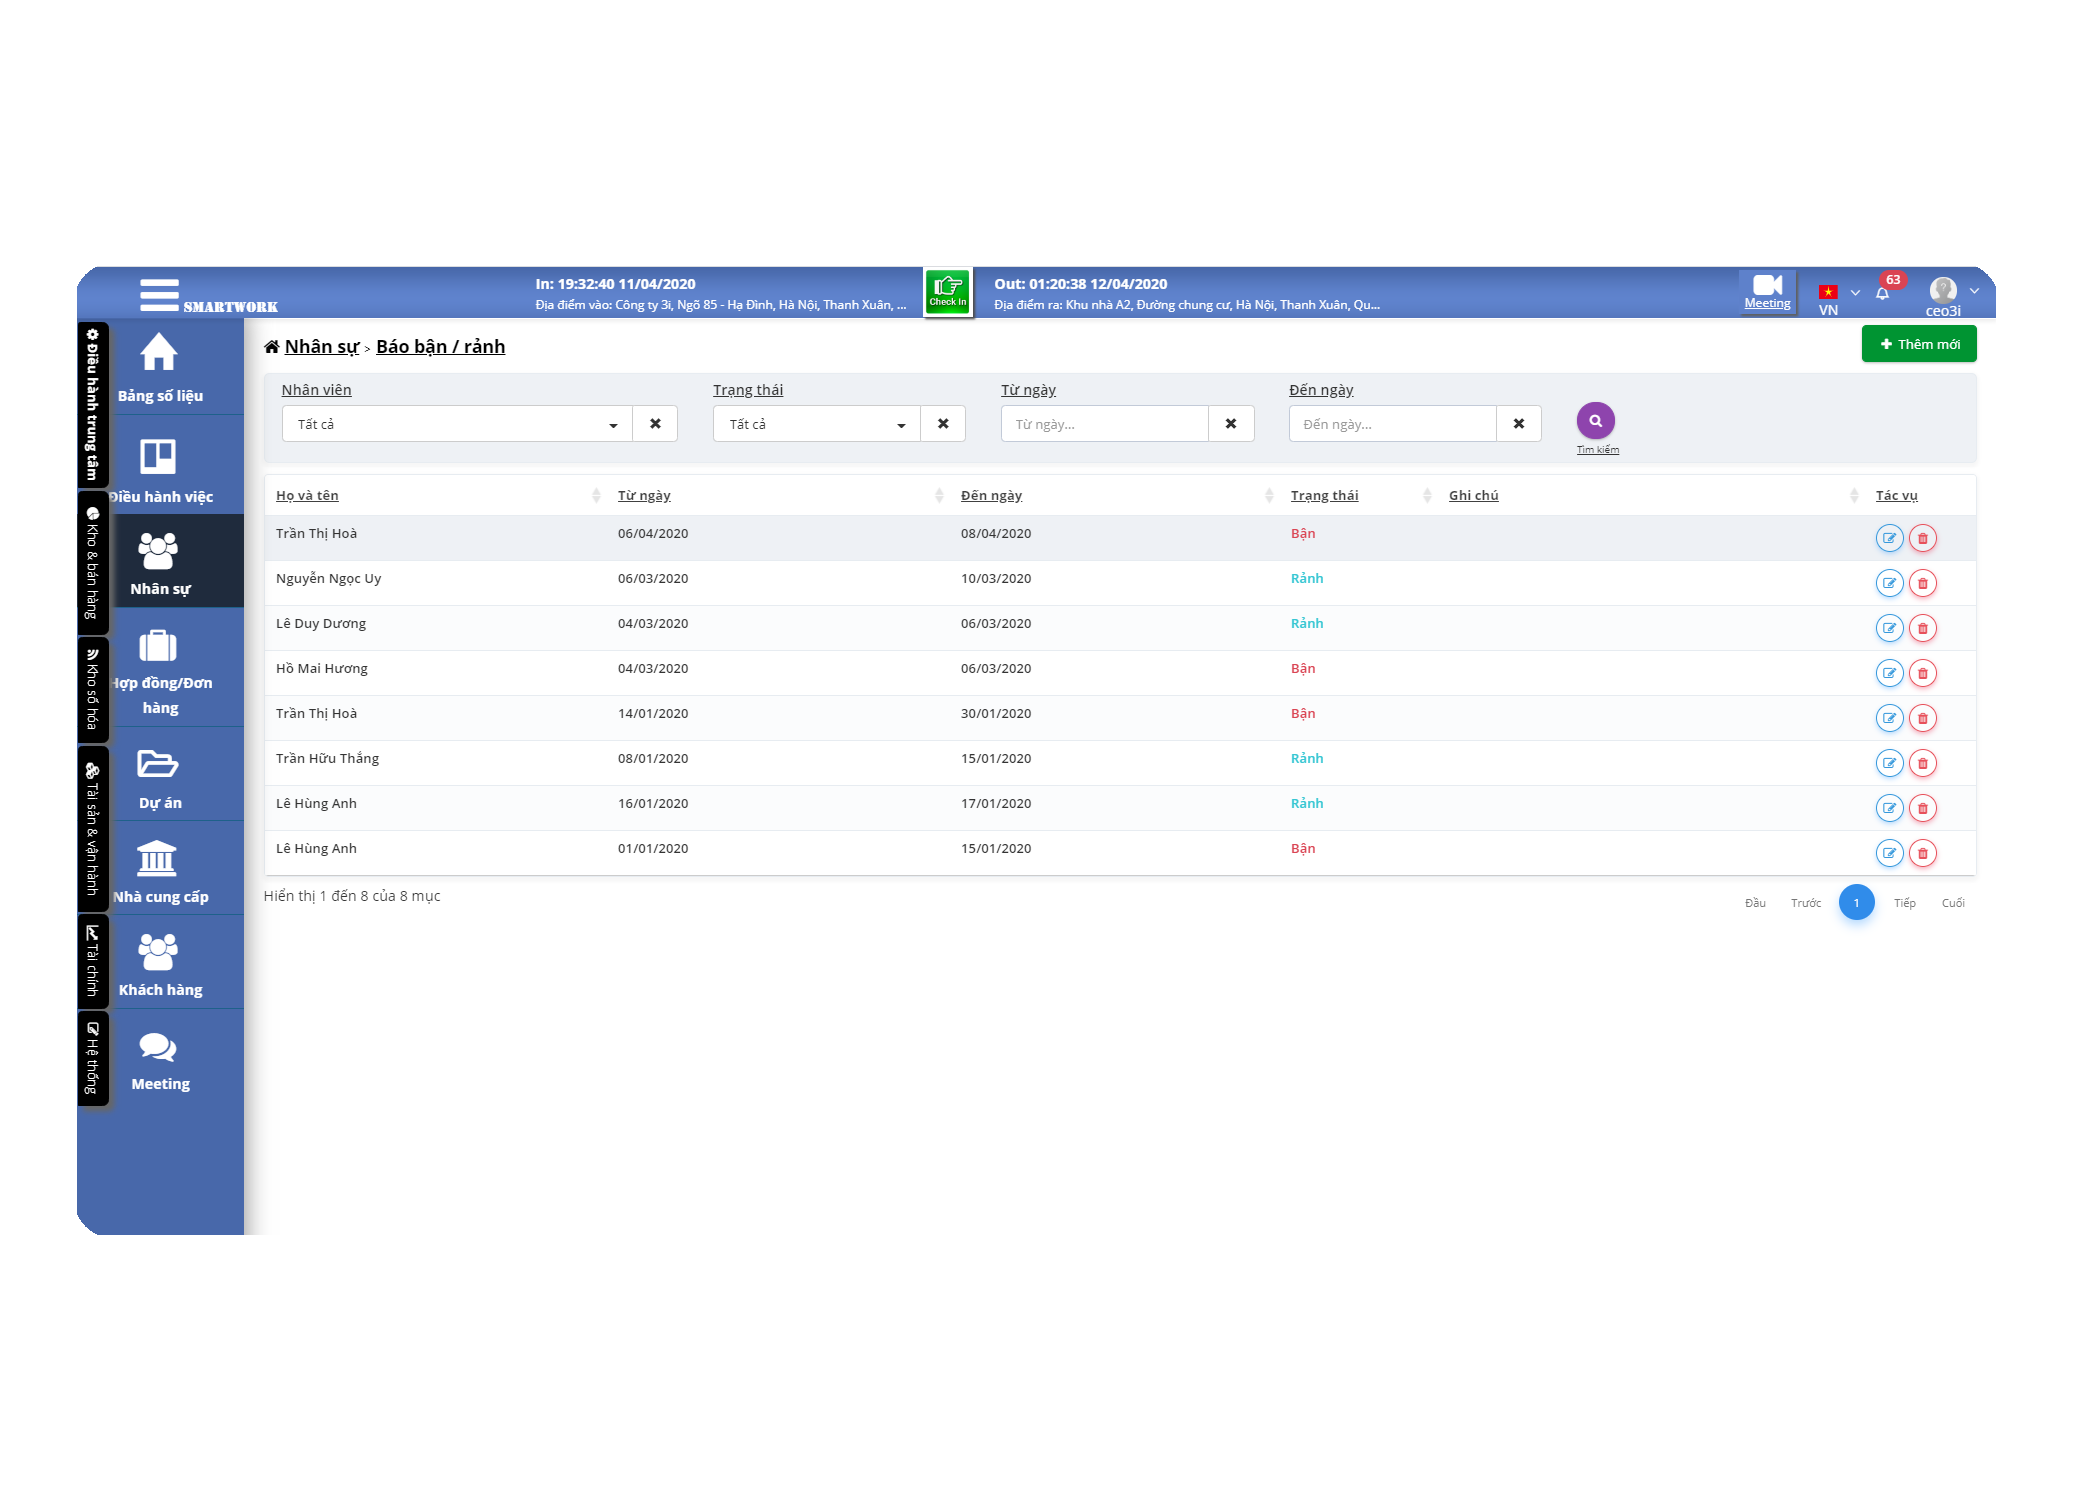 SMARTWORK
In: 19:32:40 11/04/2020
Địa điểm vào: Công ty 3i, Ngõ 85 - Hạ Đình, Hà Nội, Thanh Xuân, ...
Check In
Out: 01:20:38 12/04/2020
Địa điểm ra: Khu nhà A2, Đường chung cư, Hà Nội, Thanh Xuân, Qu...
Meeting
VN
63
ceo3i
Điều hành trung tâm
Kho & bán hàng
Kho số hóa
Tài sản & vận hành
Tài chính
Hệ thống
Bảng số liệu
Điều hành việc
Nhân sự
Hợp đồng/Đơn
hàng
Dự án
Nhà cung cấp
Khách hàng
Meeting
Nhân sự > Báo bận / rảnh
Thêm mới
Nhân viên Trạng thái Từ ngày Đến ngày
Tất cả Tất cả Từ ngày... Đến ngày...
Tìm kiếm
Họ và tên Từ ngày Đến ngày Trạng thái Ghi chú Tác vụ
Trần Thị Hoà 06/04/2020 08/04/2020 Bận
Nguyễn Ngọc Uy 06/03/2020 10/03/2020 Rảnh
Lê Duy Dương 04/03/2020 06/03/2020 Rảnh
Hồ Mai Hương 04/03/2020 06/03/2020 Bận
Trần Thị Hoà 14/01/2020 30/01/2020 Bận
Trần Hữu Thắng 08/01/2020 15/01/2020 Rảnh
Lê Hùng Anh 16/01/2020 17/01/2020 Rảnh
Lê Hùng Anh 01/01/2020 15/01/2020 Bận
Hiển thị 1 đến 8 của 8 mục
Đầu Trước 1 Tiếp Cuối